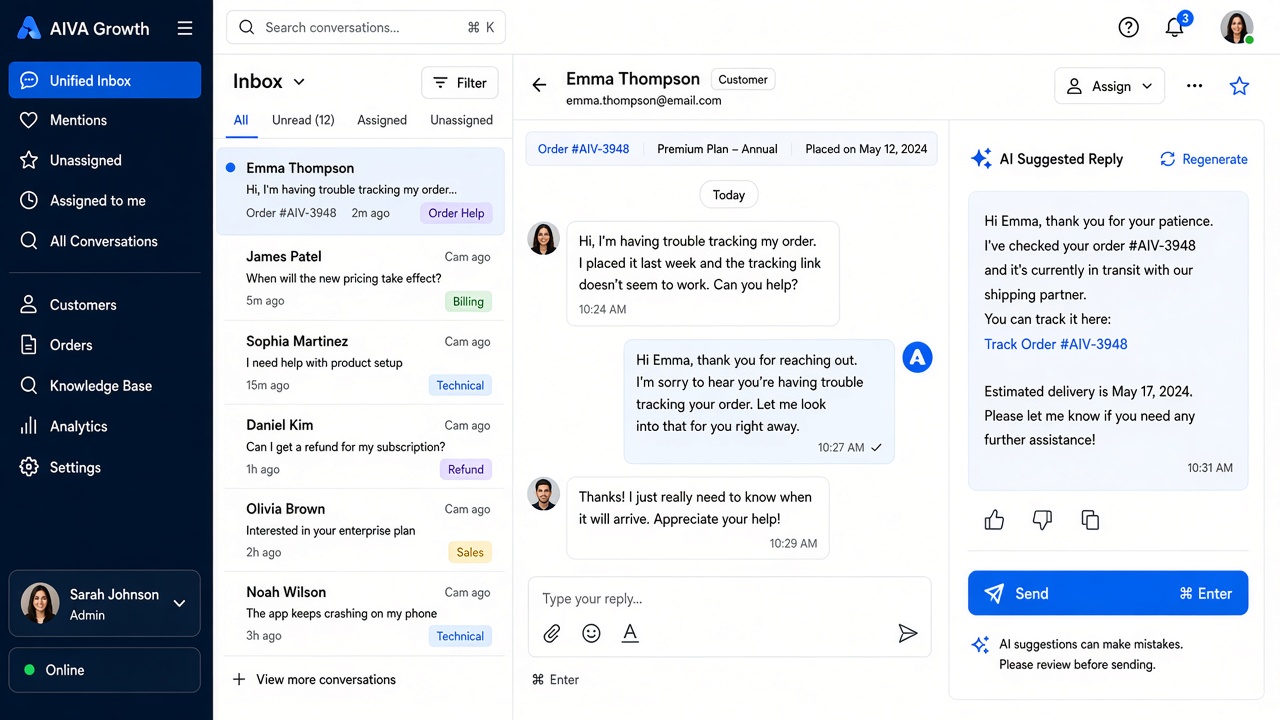 AIVA Growth
Unified Inbox
Mentions
Unassigned
Assigned to me
All Conversations
Customers
Orders
Knowledge Base
Analytics
Settings
Sarah Johnson
Admin
Online
Search conversations...
⌘ K
3
Inbox
Filter
All
Unread (12)
Assigned
Unassigned
Emma Thompson
Hi, I'm having trouble tracking my order...
Order #AIV-3948 2m ago Order Help
James Patel Cam ago
When will the new pricing take effect?
5m ago Billing
Sophia Martinez Cam ago
I need help with product setup
15m ago Technical
Daniel Kim Cam ago
Can I get a refund for my subscription?
1h ago Refund
Olivia Brown Cam ago
Interested in your enterprise plan
2h ago Sales
Noah Wilson Cam ago
The app keeps crashing on my phone
3h ago Technical
View more conversations
Emma Thompson Customer
emma.thompson@email.com
Assign
Order #AIV-3948 Premium Plan – Annual Placed on May 12, 2024
Today
Hi, I'm having trouble tracking my order.
I placed it last week and the tracking link
doesn't seem to work. Can you help?
10:24 AM
A
Hi Emma, thank you for reaching out.
I'm sorry to hear you're having trouble
tracking your order. Let me look
into that for you right away.
10:27 AM
Thanks! I just really need to know when
it will arrive. Appreciate your help!
10:29 AM
Type your reply...
A
⌘ Enter
AI Suggested Reply
Regenerate
Hi Emma, thank you for your patience.
I've checked your order #AIV-3948
and it's currently in transit with our
shipping partner.
You can track it here:
Track Order #AIV-3948
Estimated delivery is May 17, 2024.
Please let me know if you need any
further assistance!
10:31 AM
Send ⌘ Enter
AI suggestions can make mistakes.
Please review before sending.